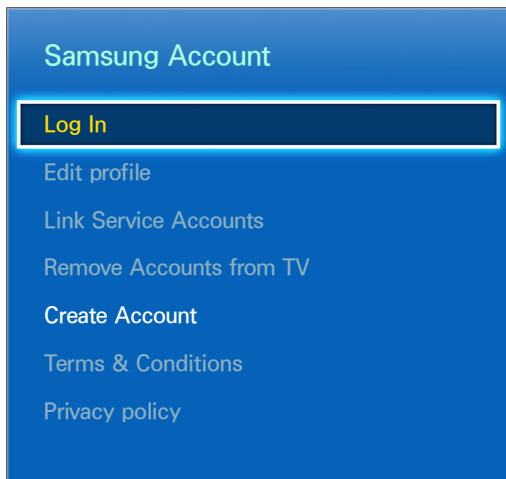 Samsung Account
Log In
Edit profile
Link Service Accounts
Remove Accounts from TV
Create Account
Terms & Conditions
Privacy policy